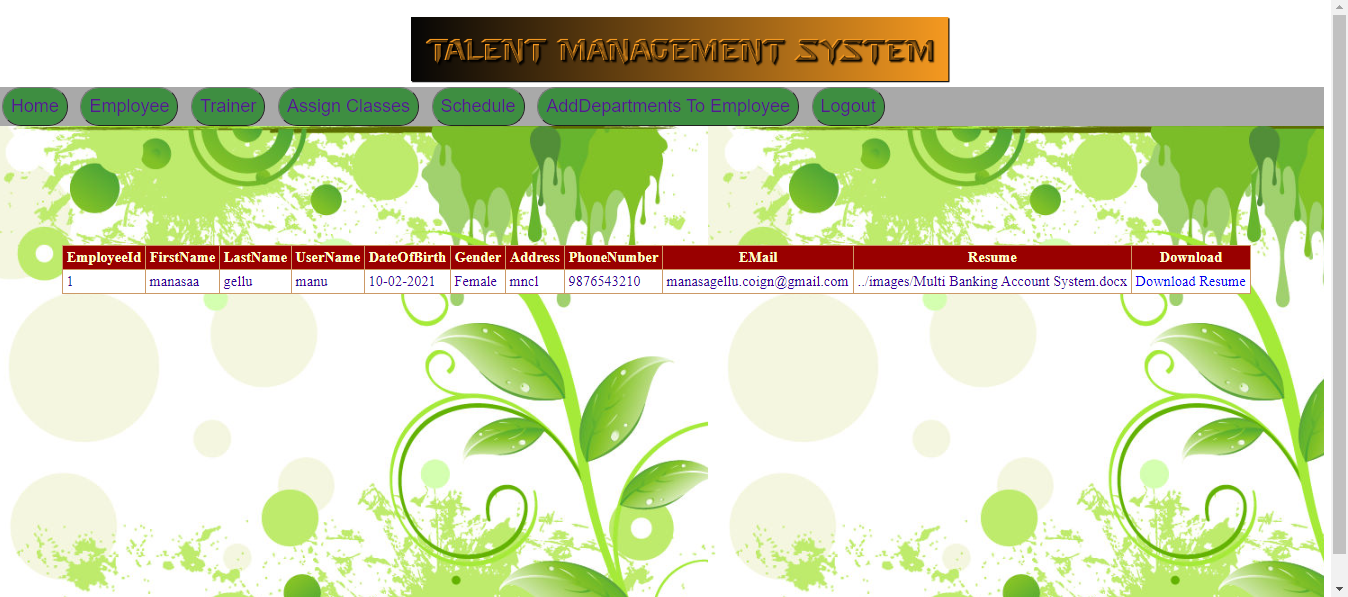 TALENT MANAGEMENT SYSTEM
Home Employee Trainer Assign Classes Schedule AddDepartments To Employee Logout
EmployeeId FirstName LastName UserName DateOfBirth Gender Address PhoneNumber EMail Resume Download
1 manasaa gellu manu 10-02-2021 Female mncl 9876543210 manasagellu.coign@gmail.com ../images/Multi Banking Account System.docx Download Resume